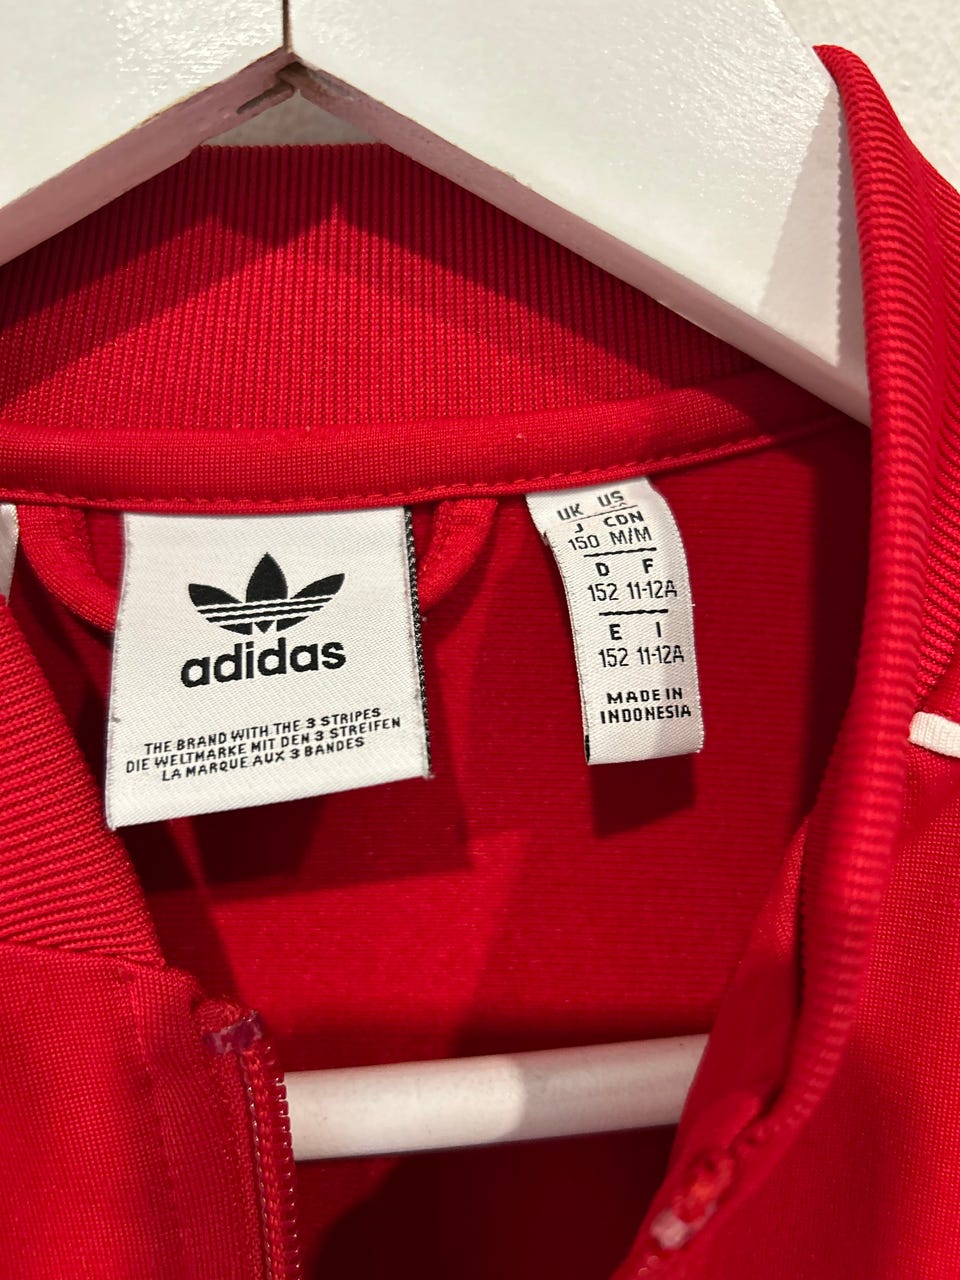 adidas
THE BRAND WITH THE 3 STRIPES
DIE WELTMARKE MIT DEN 3 STREIFEN
LA MARQUE AUX 3 BANDES
UK US
J CDN
150 M/M
D F
152 11-12A
E I
152 11-12A
MADE IN
INDONESIA